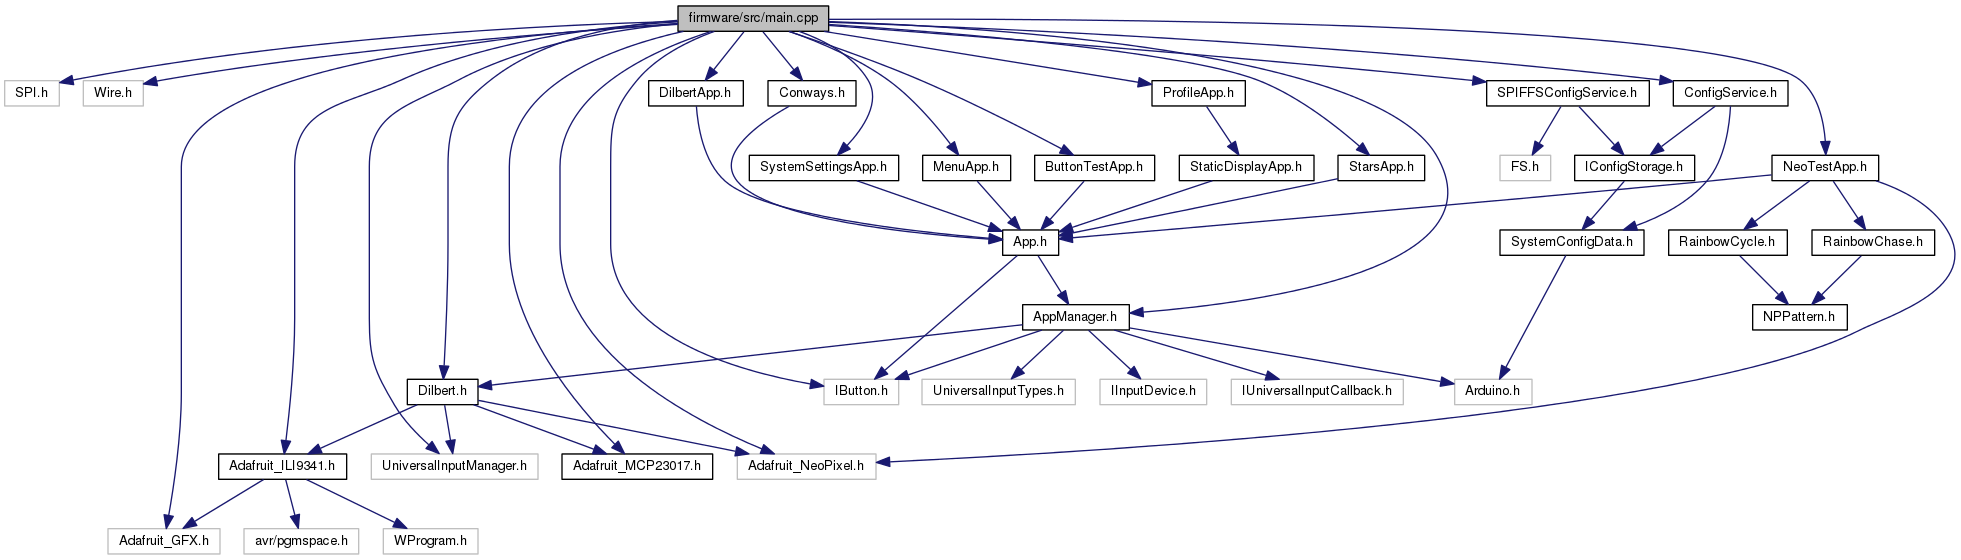 firmware/src/main.cpp
SPI.h
Wire.h
DilbertApp.h
Conways.h
ProfileApp.h
SPIFFSConfigService.h
ConfigService.h
SystemSettingsApp.h
MenuApp.h
ButtonTestApp.h
StaticDisplayApp.h
StarsApp.h
FS.h
IConfigStorage.h
NeoTestApp.h
App.h
SystemConfigData.h
RainbowCycle.h
RainbowChase.h
AppManager.h
NPPattern.h
Dilbert.h
IButton.h
UniversalInputTypes.h
IInputDevice.h
IUniversalInputCallback.h
Arduino.h
Adafruit_ILI9341.h
UniversalInputManager.h
Adafruit_MCP23017.h
Adafruit_NeoPixel.h
Adafruit_GFX.h
avr/pgmspace.h
WProgram.h